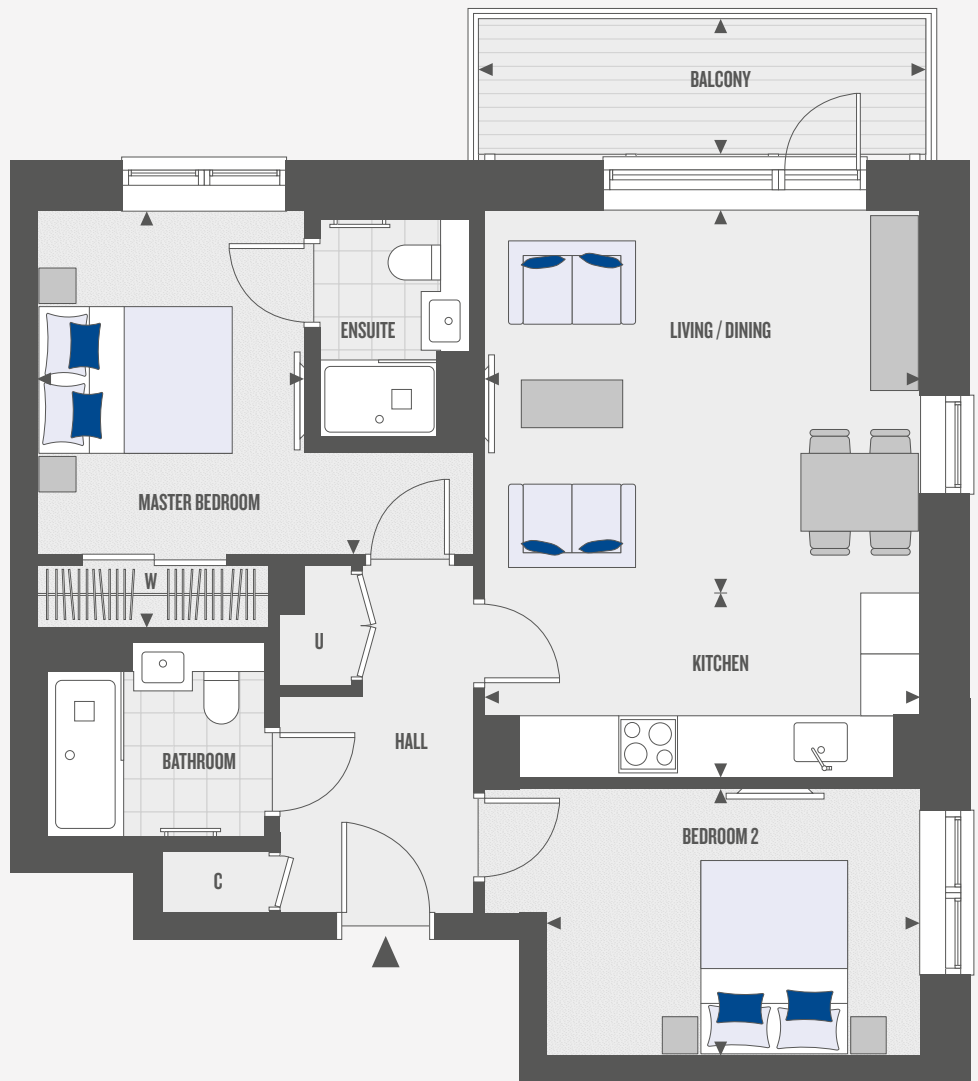 BALCONY
ENSUITE
LIVING / DINING
MASTER BEDROOM
W
U
KITCHEN
HALL
BATHROOM
BEDROOM 2
C